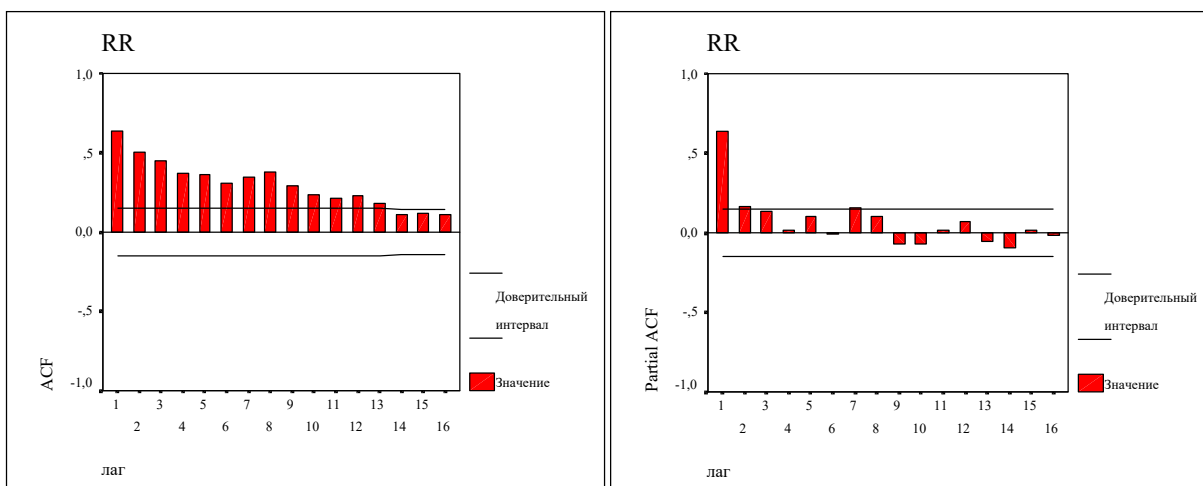 RR
1,0
,5
0,0
-,5
-1,0
ACF
1 3 5 7 9 11 13 15
2 4 6 8 10 12 14 16
лаг
Доверительный
интервал
Значение
RR
1,0
,5
0,0
-,5
-1,0
Partial ACF
1 3 5 7 9 11 13 15
2 4 6 8 10 12 14 16
лаг
Доверительный
интервал
Значение